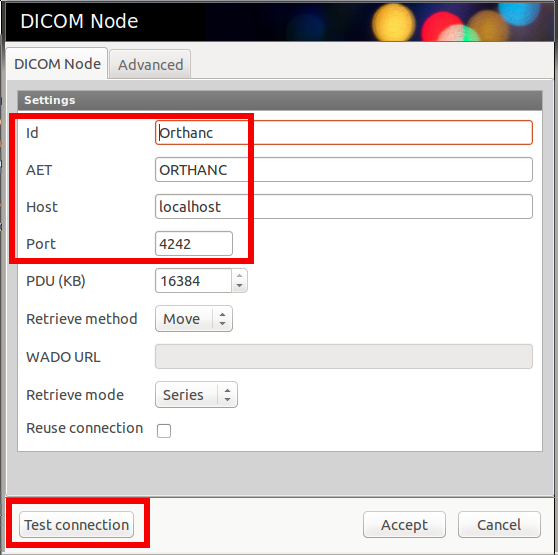 DICOM Node
DICOM Node Advanced
Settings
Id Orthanc
AET ORTHANC
Host localhost
Port 4242
PDU (KB) 16384
Retrieve method Move
WADO URL
Retrieve mode Series
Reuse connection
Test connection Accept Cancel